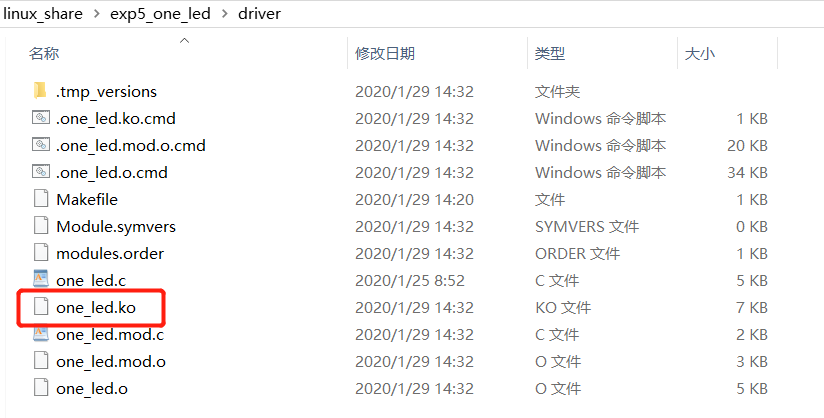 linux_share > exp5_one_led > driver
名称 修改日期 类型 大小
.tmp_versions 2020/1/29 14:32 文件夹
.one_led.ko.cmd 2020/1/29 14:32 Windows 命令脚本 1 KB
.one_led.mod.o.cmd 2020/1/29 14:32 Windows 命令脚本 20 KB
.one_led.o.cmd 2020/1/29 14:32 Windows 命令脚本 34 KB
Makefile 2020/1/29 14:20 文件 1 KB
Module.symvers 2020/1/29 14:32 SYMVERS 文件 0 KB
modules.order 2020/1/29 14:32 ORDER 文件 1 KB
one_led.c 2020/1/25 8:52 C 文件 5 KB
one_led.ko 2020/1/29 14:32 KO 文件 7 KB
one_led.mod.c 2020/1/29 14:32 C 文件 2 KB
one_led.mod.o 2020/1/29 14:32 O 文件 3 KB
one_led.o 2020/1/29 14:32 O 文件 5 KB